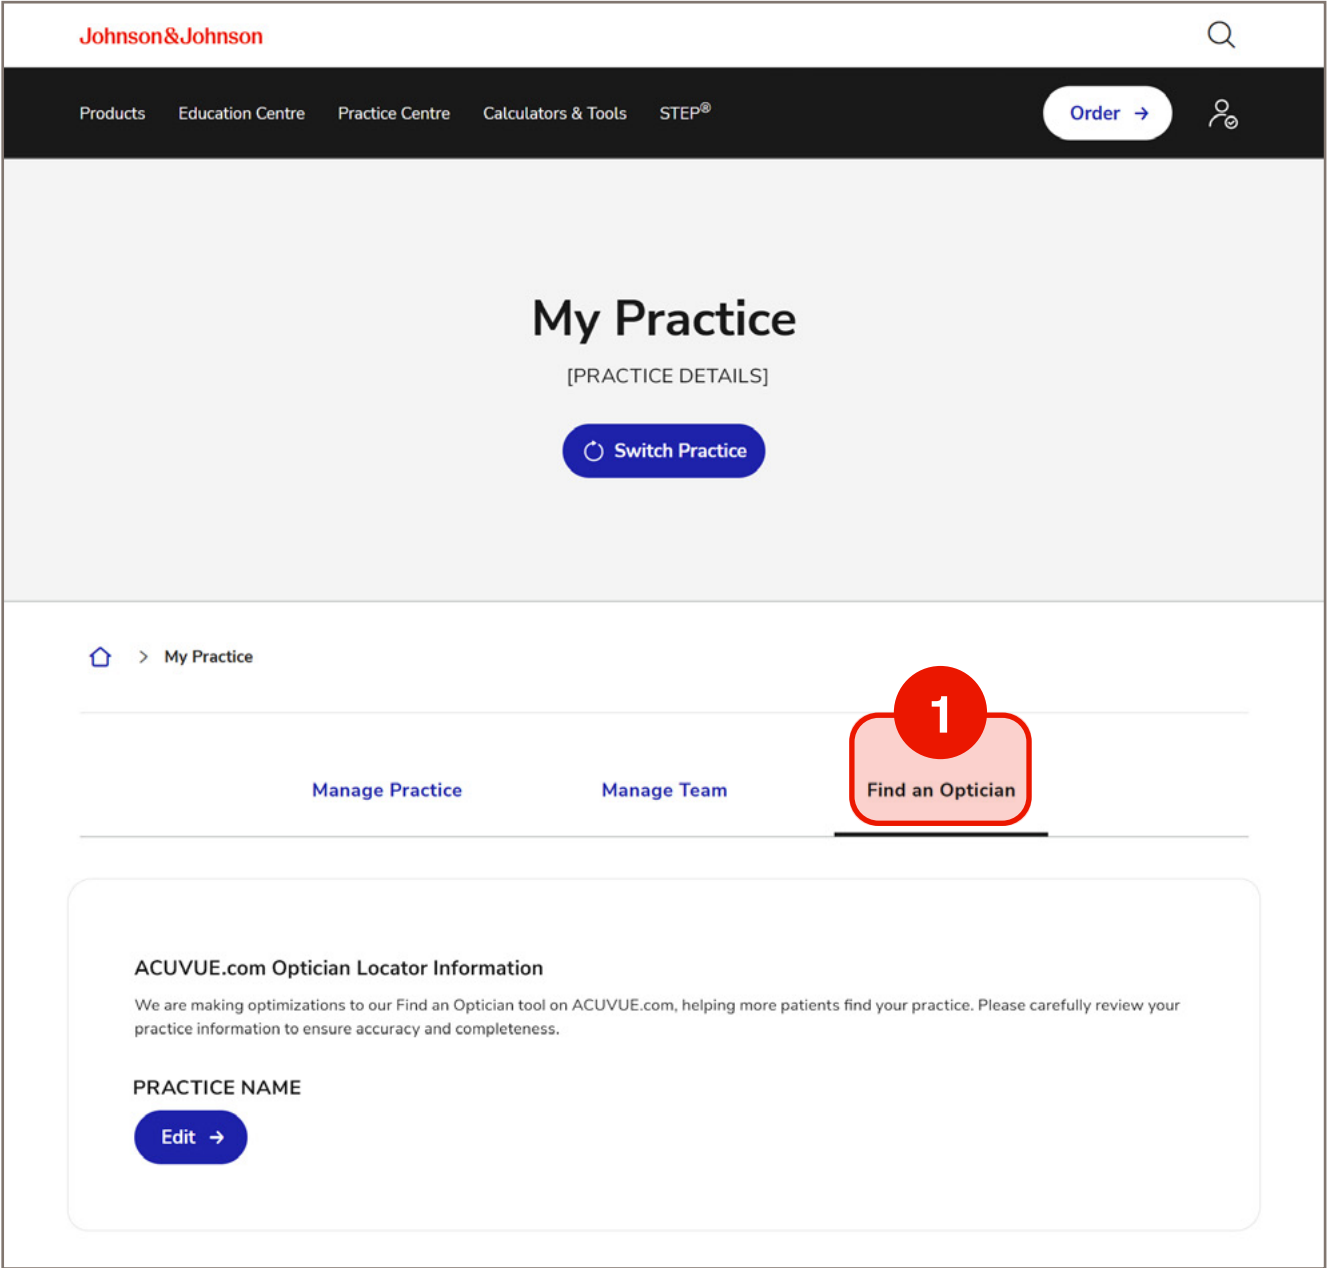 Johnson&Johnson
Products Education Centre Practice Centre Calculators & Tools STEP® Order →
My Practice
[PRACTICE DETAILS]
Switch Practice
> My Practice
1
Manage Practice Manage Team Find an Optician
ACUVUE.com Optician Locator Information
We are making optimizations to our Find an Optician tool on ACUVUE.com, helping more patients find your practice. Please carefully review your
practice information to ensure accuracy and completeness.
PRACTICE NAME
Edit →